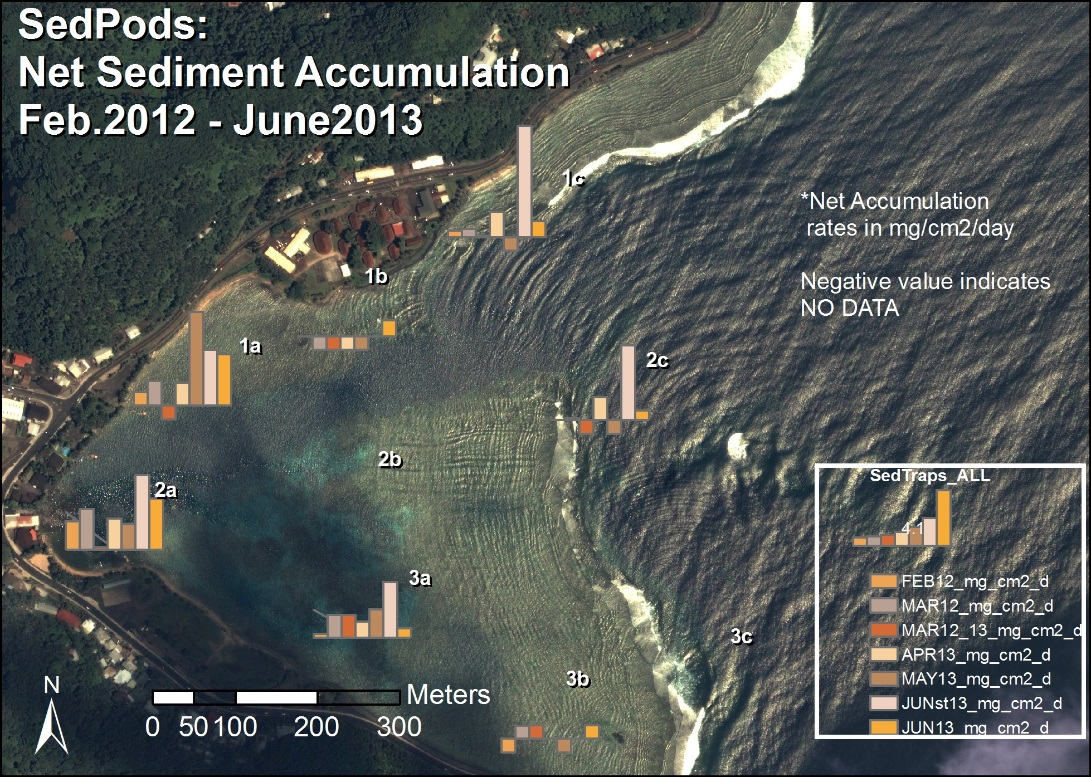 SedPods:
Net Sediment Accumulation
Feb.2012 - June2013
1c
*Net Accumulation
rates in mg/cm2/day
Negative value indicates
NO DATA
1b
1a
2c
2b
2a
3a
3c
3b
SedTraps_ALL
4.1
FEB12_mg_cm2_d
MAR12_mg_cm2_d
MAR12_13_mg_cm2_d
APR13_mg_cm2_d
MAY13_mg_cm2_d
JUNst13_mg_cm2_d
JUN13_mg_cm2_d
N
Meters
0 50 100 200 300